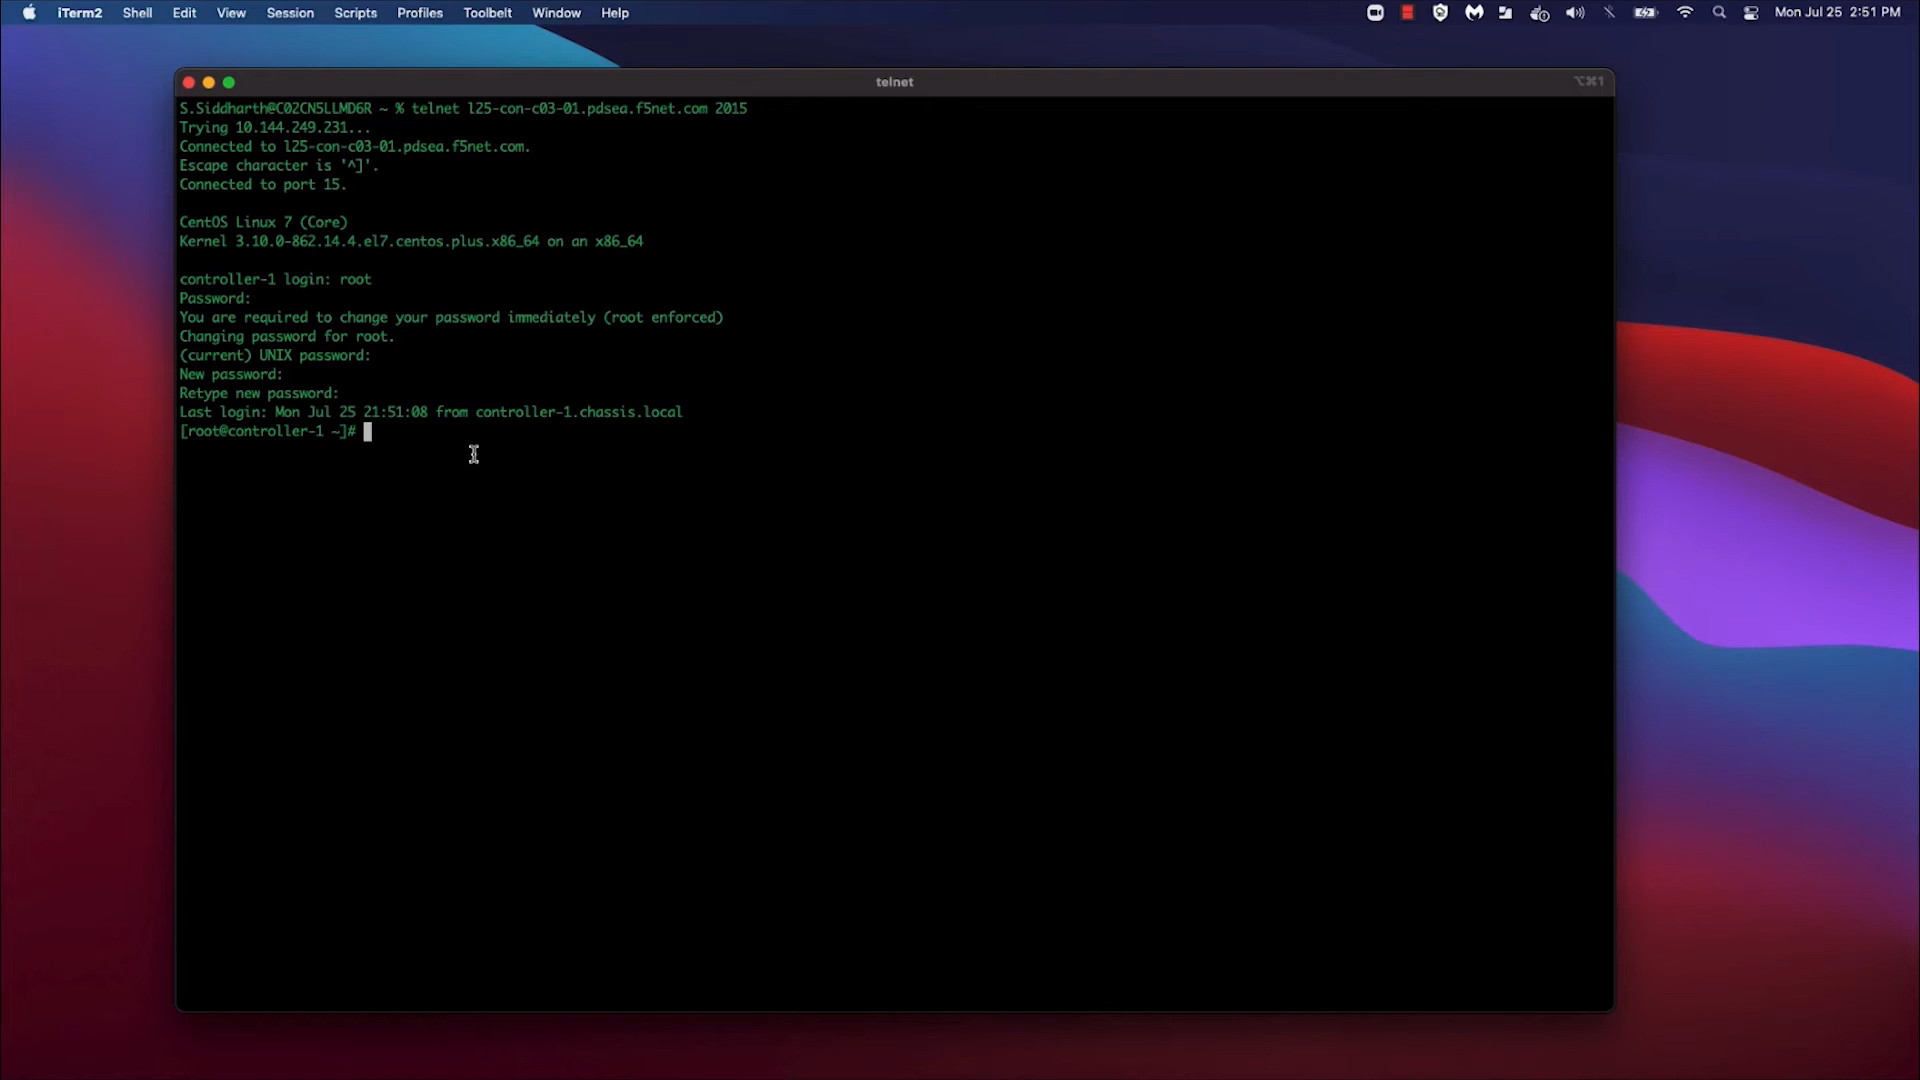 iTerm2 Shell Edit View Session Scripts Profiles Toolbelt Window Help Mon Jul 25 2:51 PM
telnet ⌥⌘1
S.Siddharth@C02CN5LLMD6R ~ % telnet l25-con-c03-01.pdsea.f5net.com 2015
Trying 10.144.249.231...
Connected to l25-con-c03-01.pdsea.f5net.com.
Escape character is '^]'.
Connected to port 15.
CentOS Linux 7 (Core)
Kernel 3.10.0-862.14.4.el7.centos.plus.x86_64 on an x86_64
controller-1 login: root
Password:
You are required to change your password immediately (root enforced)
Changing password for root.
(current) UNIX password:
New password:
Retype new password:
Last login: Mon Jul 25 21:51:08 from controller-1.chassis.local
[root@controller-1 ~]#